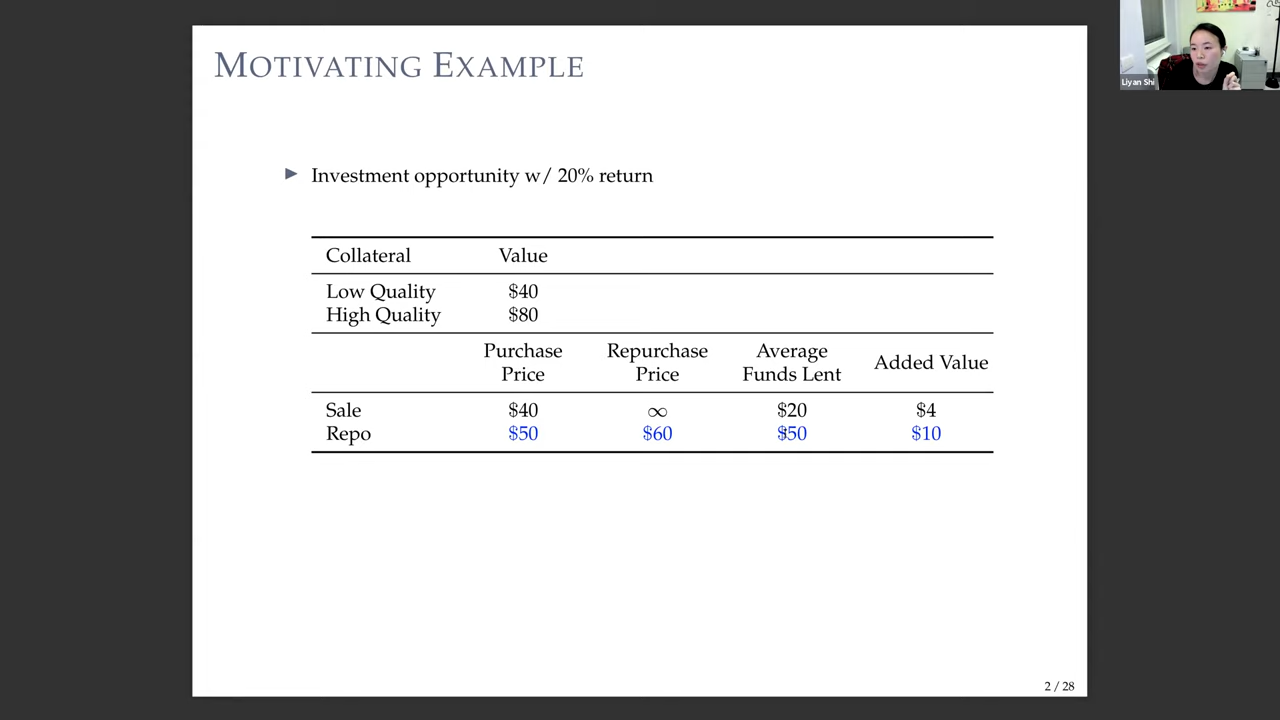 MOTIVATING EXAMPLE
Liyan Shi
► Investment opportunity w/ 20% return
Collateral Value
Low Quality $40
High Quality $80
Purchase Price Repurchase Price Average Funds Lent Added Value
Sale $40 ∞ $20 $4
Repo $50 $60 $50 $10
2 / 28